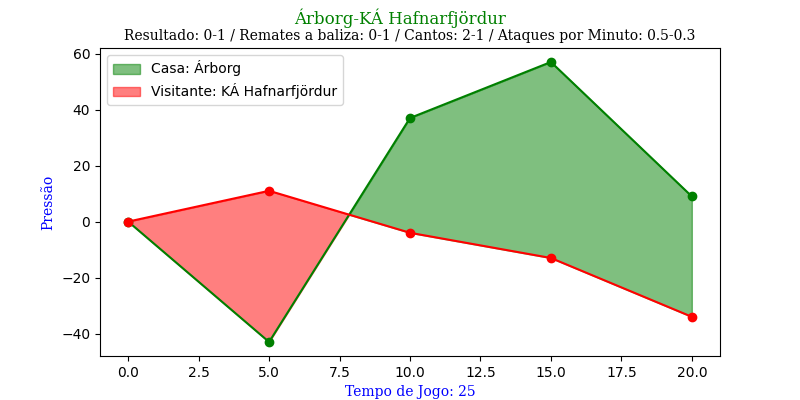 Árborg-KÁ Hafnarfjördur
Resultado: 0-1 / Remates a baliza: 0-1 / Cantos: 2-1 / Ataques por Minuto: 0.5-0.3
Casa: Árborg
Visitante: KÁ Hafnarfjördur
Pressão
60
40
20
0
−20
−40
0.0 2.5 5.0 7.5 10.0 12.5 15.0 17.5 20.0
Tempo de Jogo: 25